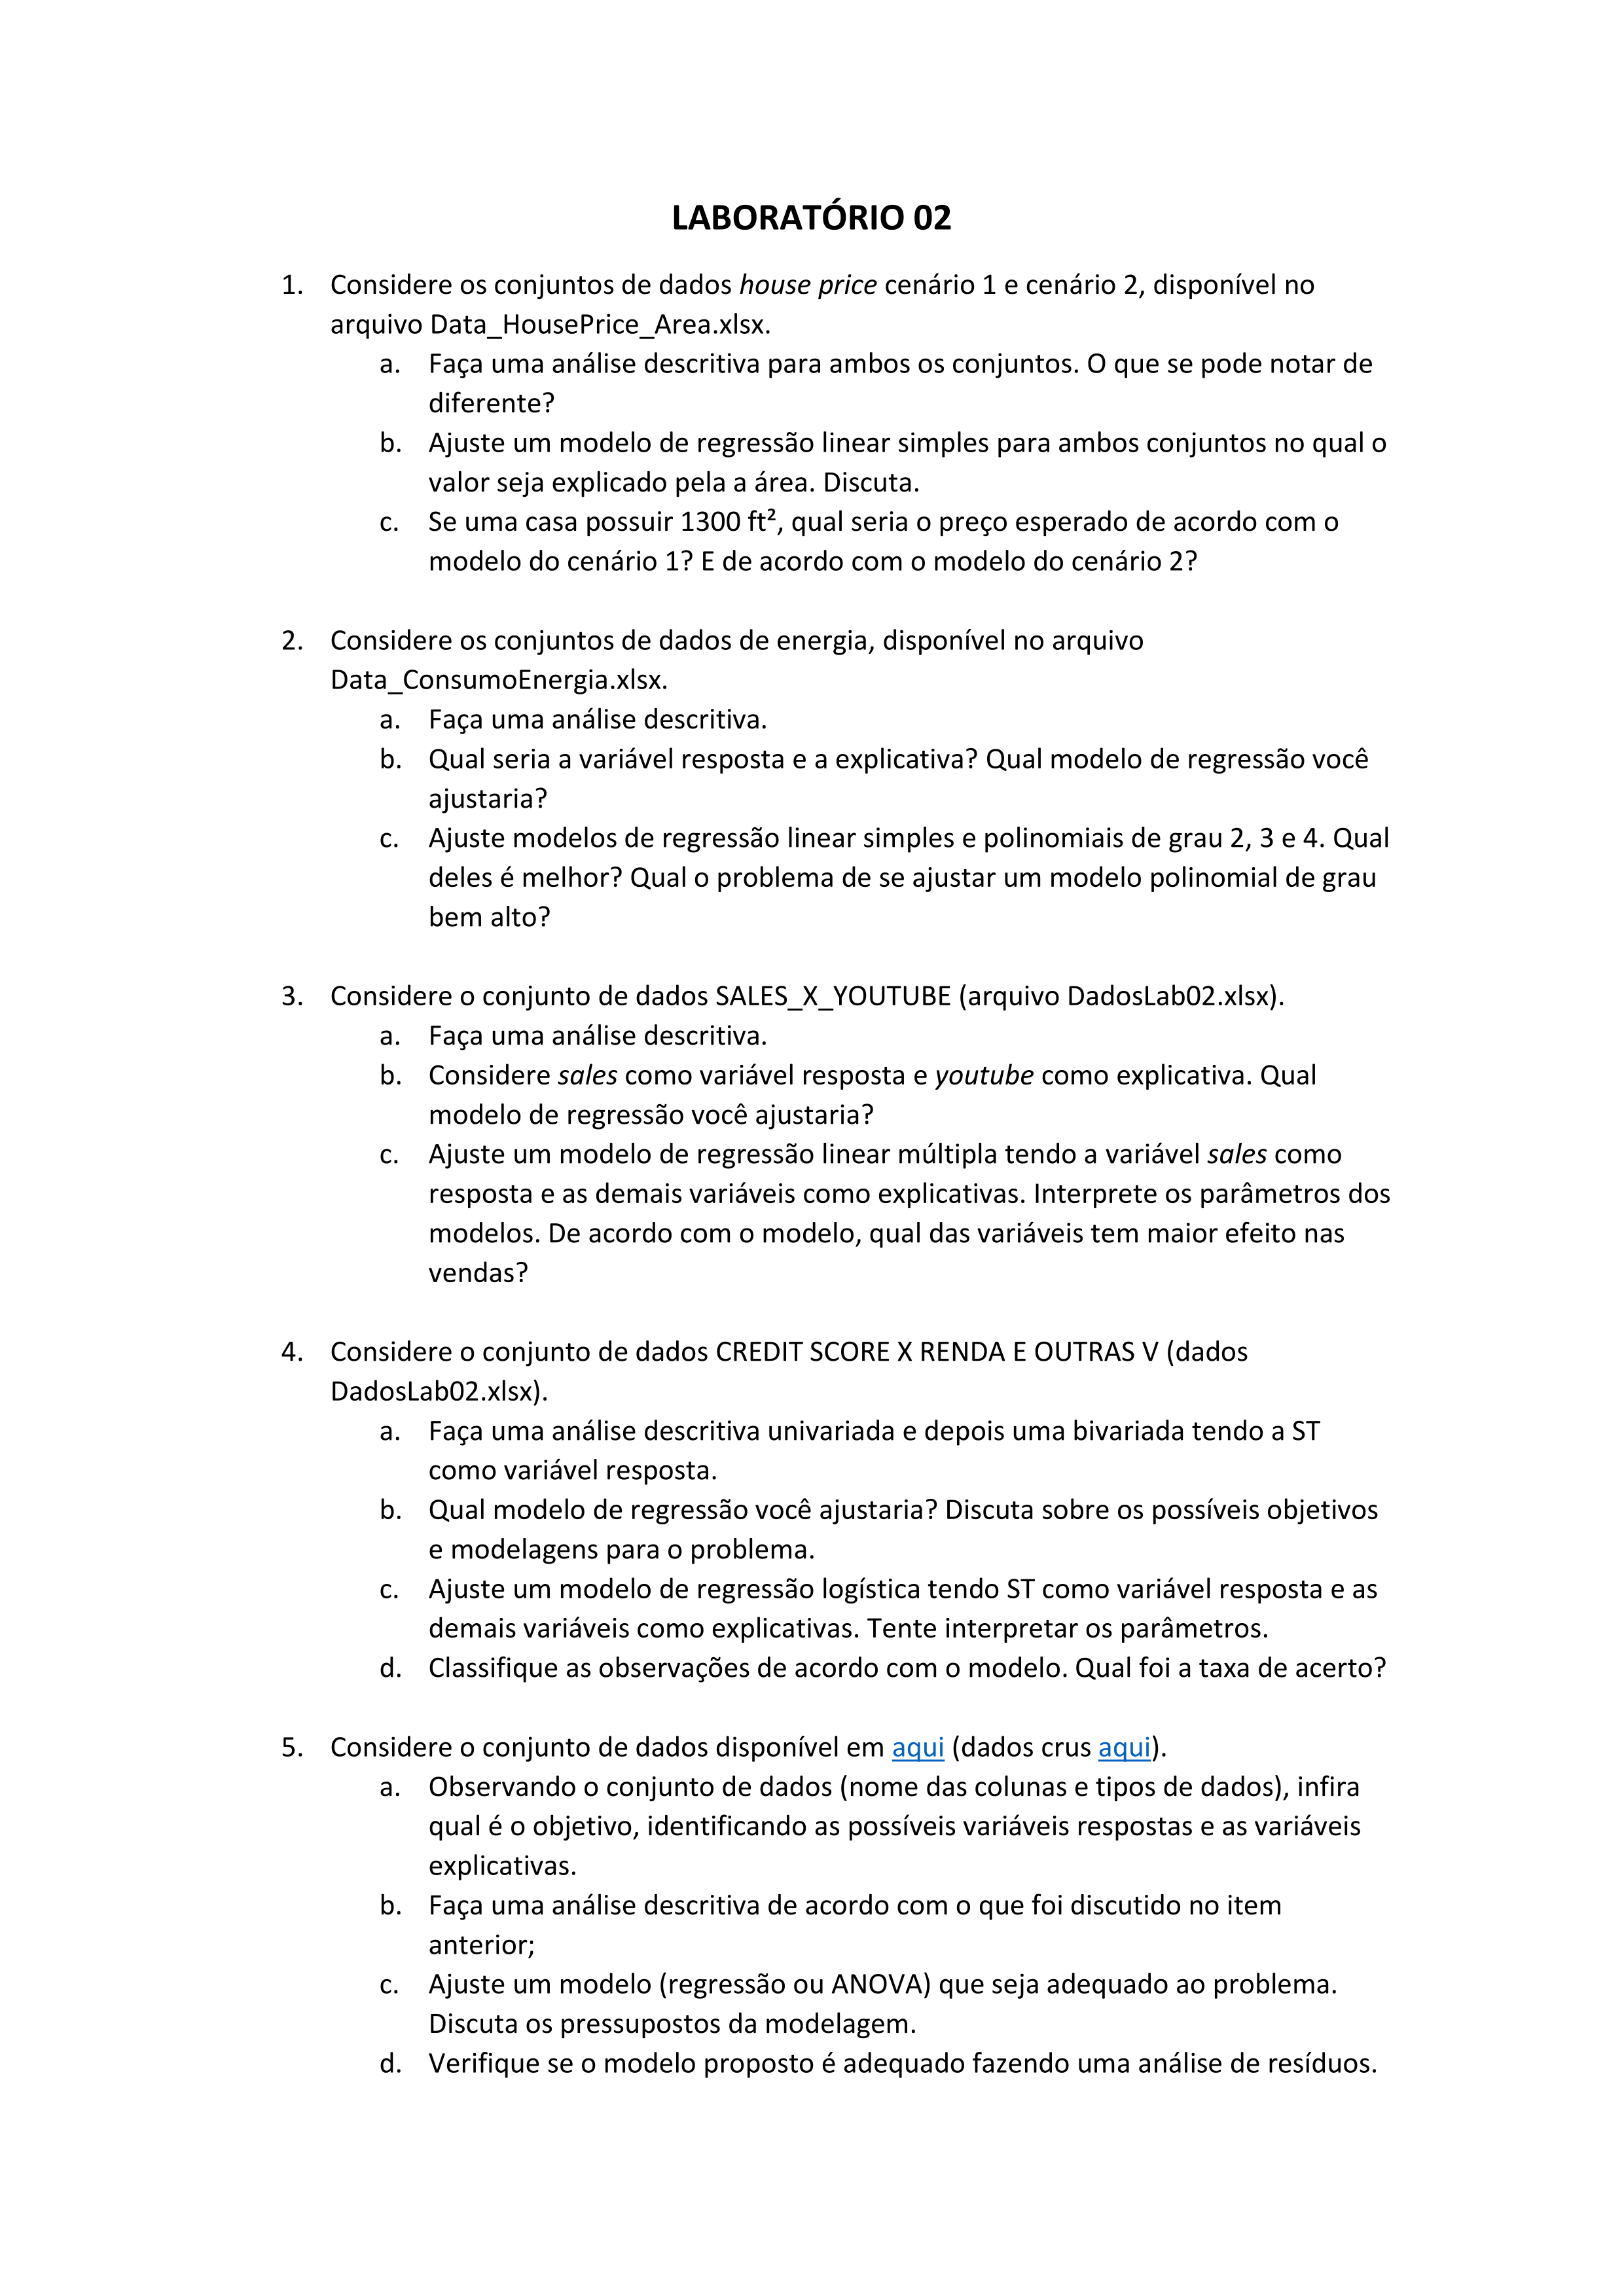 LABORATÓRIO 02
1. Considere os conjuntos de dados house price cenário 1 e cenário 2, disponível no
arquivo Data_HousePrice_Area.xlsx.
a. Faça uma análise descritiva para ambos os conjuntos. O que se pode notar de
diferente?
b. Ajuste um modelo de regressão linear simples para ambos conjuntos no qual o
valor seja explicado pela a área. Discuta.
c. Se uma casa possuir 1300 ft², qual seria o preço esperado de acordo com o
modelo do cenário 1? E de acordo com o modelo do cenário 2?
2. Considere os conjuntos de dados de energia, disponível no arquivo
Data_ConsumoEnergia.xlsx.
a. Faça uma análise descritiva.
b. Qual seria a variável resposta e a explicativa? Qual modelo de regressão você
ajustaria?
c. Ajuste modelos de regressão linear simples e polinomiais de grau 2, 3 e 4. Qual
deles é melhor? Qual o problema de se ajustar um modelo polinomial de grau
bem alto?
3. Considere o conjunto de dados SALES_X_YOUTUBE (arquivo DadosLab02.xlsx).
a. Faça uma análise descritiva.
b. Considere sales como variável resposta e youtube como explicativa. Qual
modelo de regressão você ajustaria?
c. Ajuste um modelo de regressão linear múltipla tendo a variável sales como
resposta e as demais variáveis como explicativas. Interprete os parâmetros dos
modelos. De acordo com o modelo, qual das variáveis tem maior efeito nas
vendas?
4. Considere o conjunto de dados CREDIT SCORE X RENDA E OUTRAS V (dados
DadosLab02.xlsx).
a. Faça uma análise descritiva univariada e depois uma bivariada tendo a ST
como variável resposta.
b. Qual modelo de regressão você ajustaria? Discuta sobre os possíveis objetivos
e modelagens para o problema.
c. Ajuste um modelo de regressão logística tendo ST como variável resposta e as
demais variáveis como explicativas. Tente interpretar os parâmetros.
d. Classifique as observações de acordo com o modelo. Qual foi a taxa de acerto?
5. Considere o conjunto de dados disponível em aqui (dados crus aqui).
a. Observando o conjunto de dados (nome das colunas e tipos de dados), infira
qual é o objetivo, identificando as possíveis variáveis respostas e as variáveis
explicativas.
b. Faça uma análise descritiva de acordo com o que foi discutido no item
anterior;
c. Ajuste um modelo (regressão ou ANOVA) que seja adequado ao problema.
Discuta os pressupostos da modelagem.
d. Verifique se o modelo proposto é adequado fazendo uma análise de resíduos.